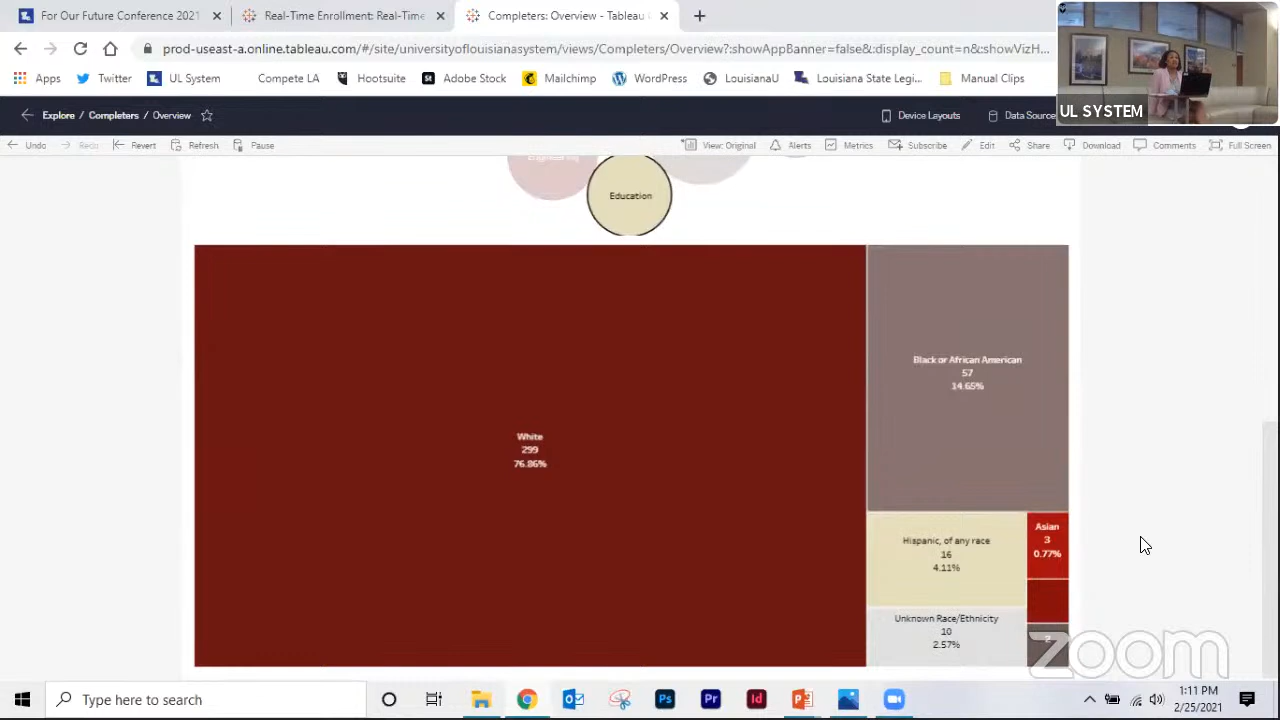 For Our Future Conference 2021
Real-Time Enrollment: Real-Time
Completers: Overview - Tableau
prod-useast-a.online.tableau.com/#/site/universityoflouisianasystem/views/Completers/Overview?:showAppBanner=false&:display_count=n&:showVizH...
Apps
Twitter
UL System
Compete LA
Hootsuite
Adobe Stock
Mailchimp
WordPress
LouisianaU
Louisiana State Legi...
Manual Clips
UL SYSTEM
Explore / Completers / Overview
Device Layouts
Data Source
Undo
Redo
Revert
Refresh
Pause
View: Original
Alerts
Metrics
Subscribe
Edit
Share
Download
Comments
Full Screen
Engineering
Education
White
299
76.86%
Black or African American
57
14.65%
Hispanic, of any race
16
4.11%
Asian
3
0.77%
Unknown Race/Ethnicity
10
2.57%
2
zoom
Type here to search
1:11 PM
2/25/2021